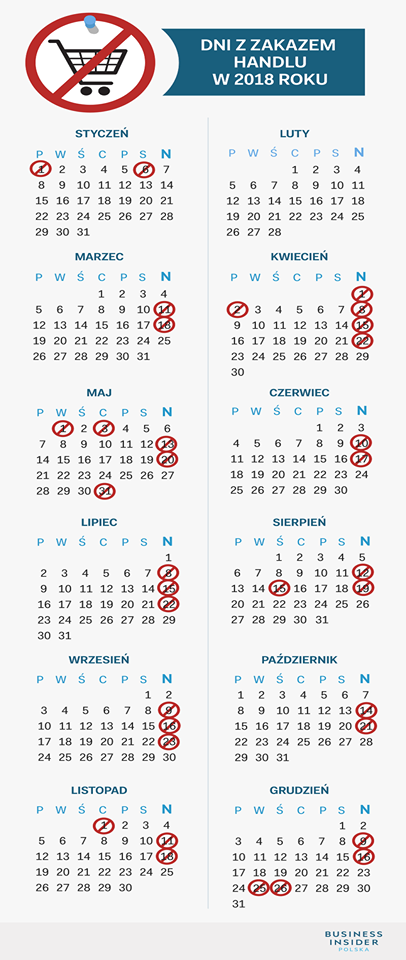 DNI Z ZAKAZEM
HANDLU
W 2018 ROKU
STYCZEŃ
P W Ś C P S N
1 2 3 4 5 6 7
8 9 10 11 12 13 14
15 16 17 18 19 20 21
22 23 24 25 26 27 28
29 30 31
LUTY
P W Ś C P S N
1 2 3 4
5 6 7 8 9 10 11
12 13 14 15 16 17 18
19 20 21 22 23 24 25
26 27 28
MARZEC
P W Ś C P S N
1 2 3 4
5 6 7 8 9 10 11
12 13 14 15 16 17 18
19 20 21 22 23 24 25
26 27 28 29 30 31
KWIECIEŃ
P W Ś C P S N
1
2 3 4 5 6 7 8
9 10 11 12 13 14 15
16 17 18 19 20 21 22
23 24 25 26 27 28 29
30
MAJ
P W Ś C P S N
1 2 3 4 5 6
7 8 9 10 11 12 13
14 15 16 17 18 19 20
21 22 23 24 25 26 27
28 29 30 31
CZERWIEC
P W Ś C P S N
1 2 3
4 5 6 7 8 9 10
11 12 13 14 15 16 17
18 19 20 21 22 23 24
25 26 27 28 29 30
LIPIEC
P W Ś C P S N
1
2 3 4 5 6 7 8
9 10 11 12 13 14 15
16 17 18 19 20 21 22
23 24 25 26 27 28 29
30 31
SIERPIEŃ
P W Ś C P S N
1 2 3 4 5
6 7 8 9 10 11 12
13 14 15 16 17 18 19
20 21 22 23 24 25 26
27 28 29 30 31
WRZESIEŃ
P W Ś C P S N
1 2
3 4 5 6 7 8 9
10 11 12 13 14 15 16
17 18 19 20 21 22 23
24 25 26 27 28 29 30
PAŹDZIERNIK
P W Ś C P S N
1 2 3 4 5 6 7
8 9 10 11 12 13 14
15 16 17 18 19 20 21
22 23 24 25 26 27 28
29 30 31
LISTOPAD
P W Ś C P S N
1 2 3 4
5 6 7 8 9 10 11
12 13 14 15 16 17 18
19 20 21 22 23 24 25
26 27 28 29 30
GRUDZIEŃ
P W Ś C P S N
1 2
3 4 5 6 7 8 9
10 11 12 13 14 15 16
17 18 19 20 21 22 23
24 25 26 27 28 29 30
31
BUSINESS
INSIDER
POLSKA